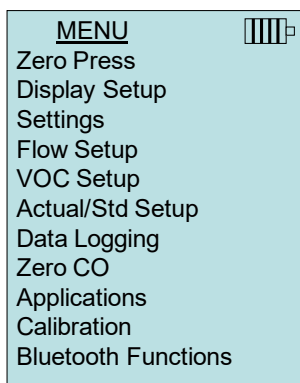 MENU
Zero Press
Display Setup
Settings
Flow Setup
VOC Setup
Actual/Std Setup
Data Logging
Zero CO
Applications
Calibration
Bluetooth Functions